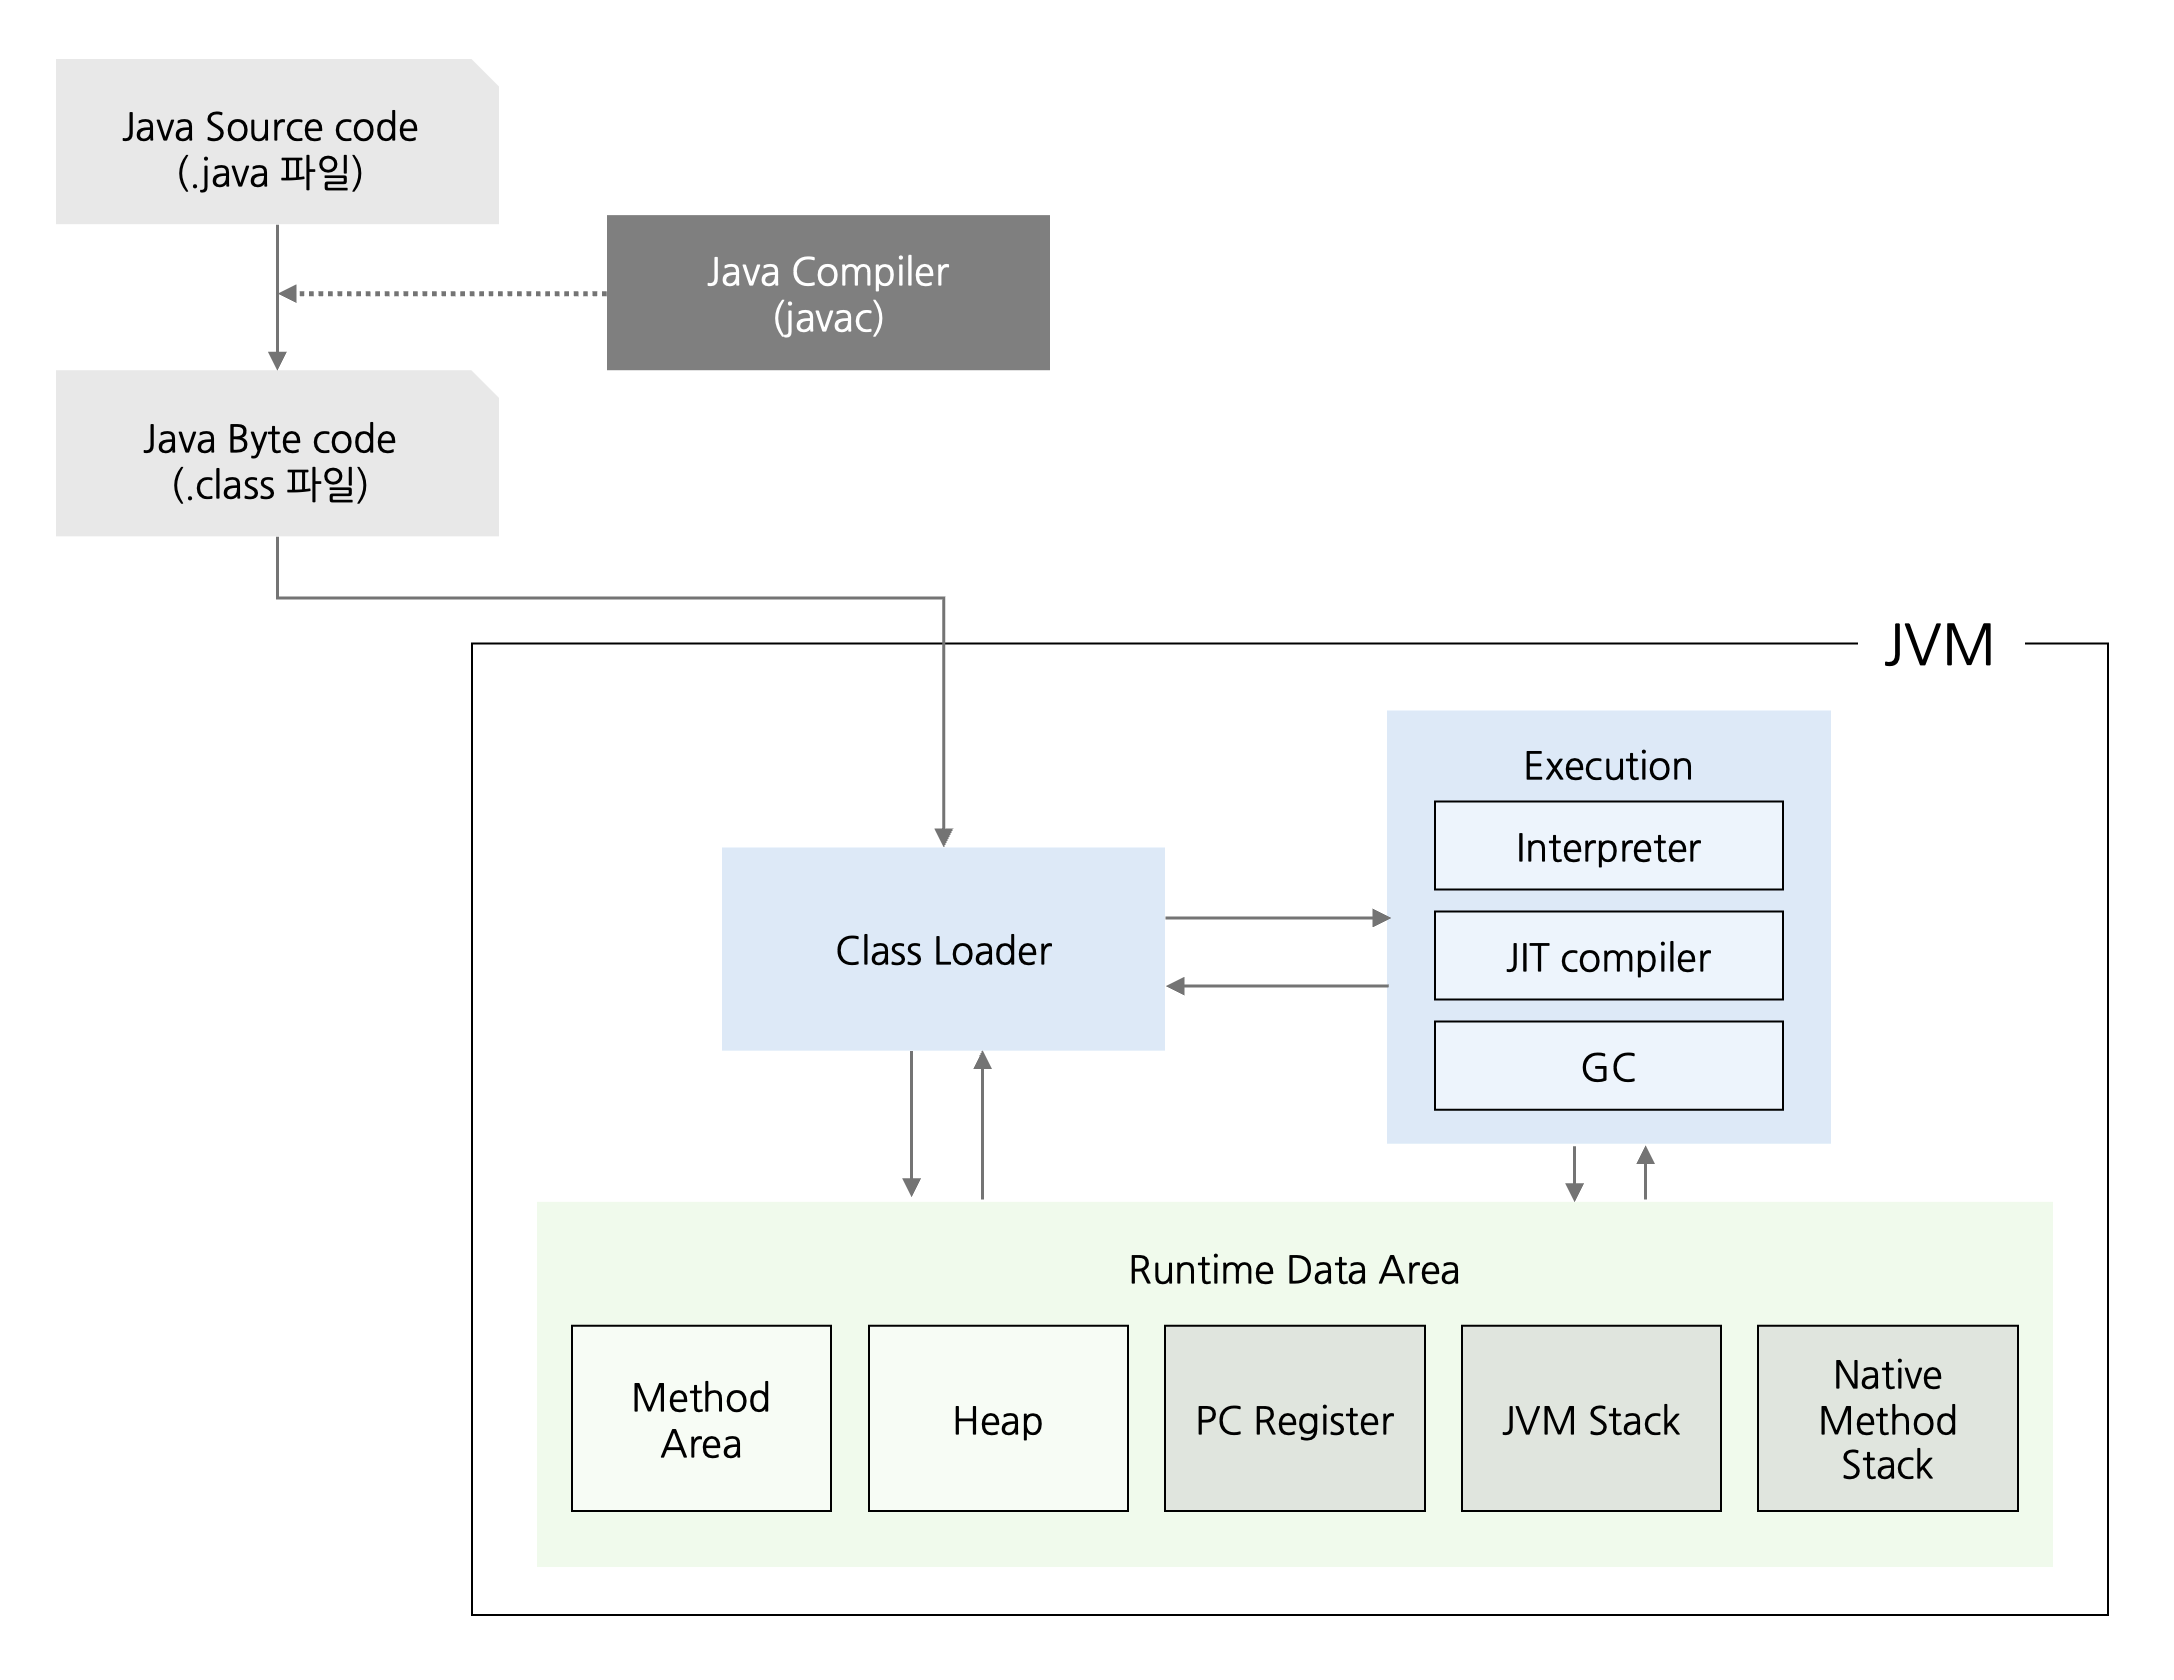 Java Source code
(.java 파일)
Java Compiler
(javac)
Java Byte code
(.class 파일)
JVM
Execution
Interpreter
JIT compiler
GC
Class Loader
Runtime Data Area
Method
Area
Heap
PC Register
JVM Stack
Native
Method
Stack